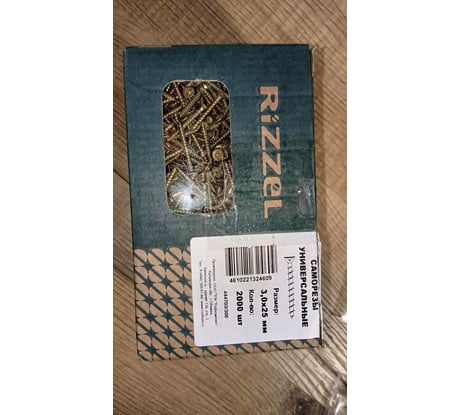 RizzEL
САМОРЕЗЫ
УНИВЕРСАЛЬНЫЕ
Размер:
3,0х25 мм
Кол-во:
2000 шт
4610221324609